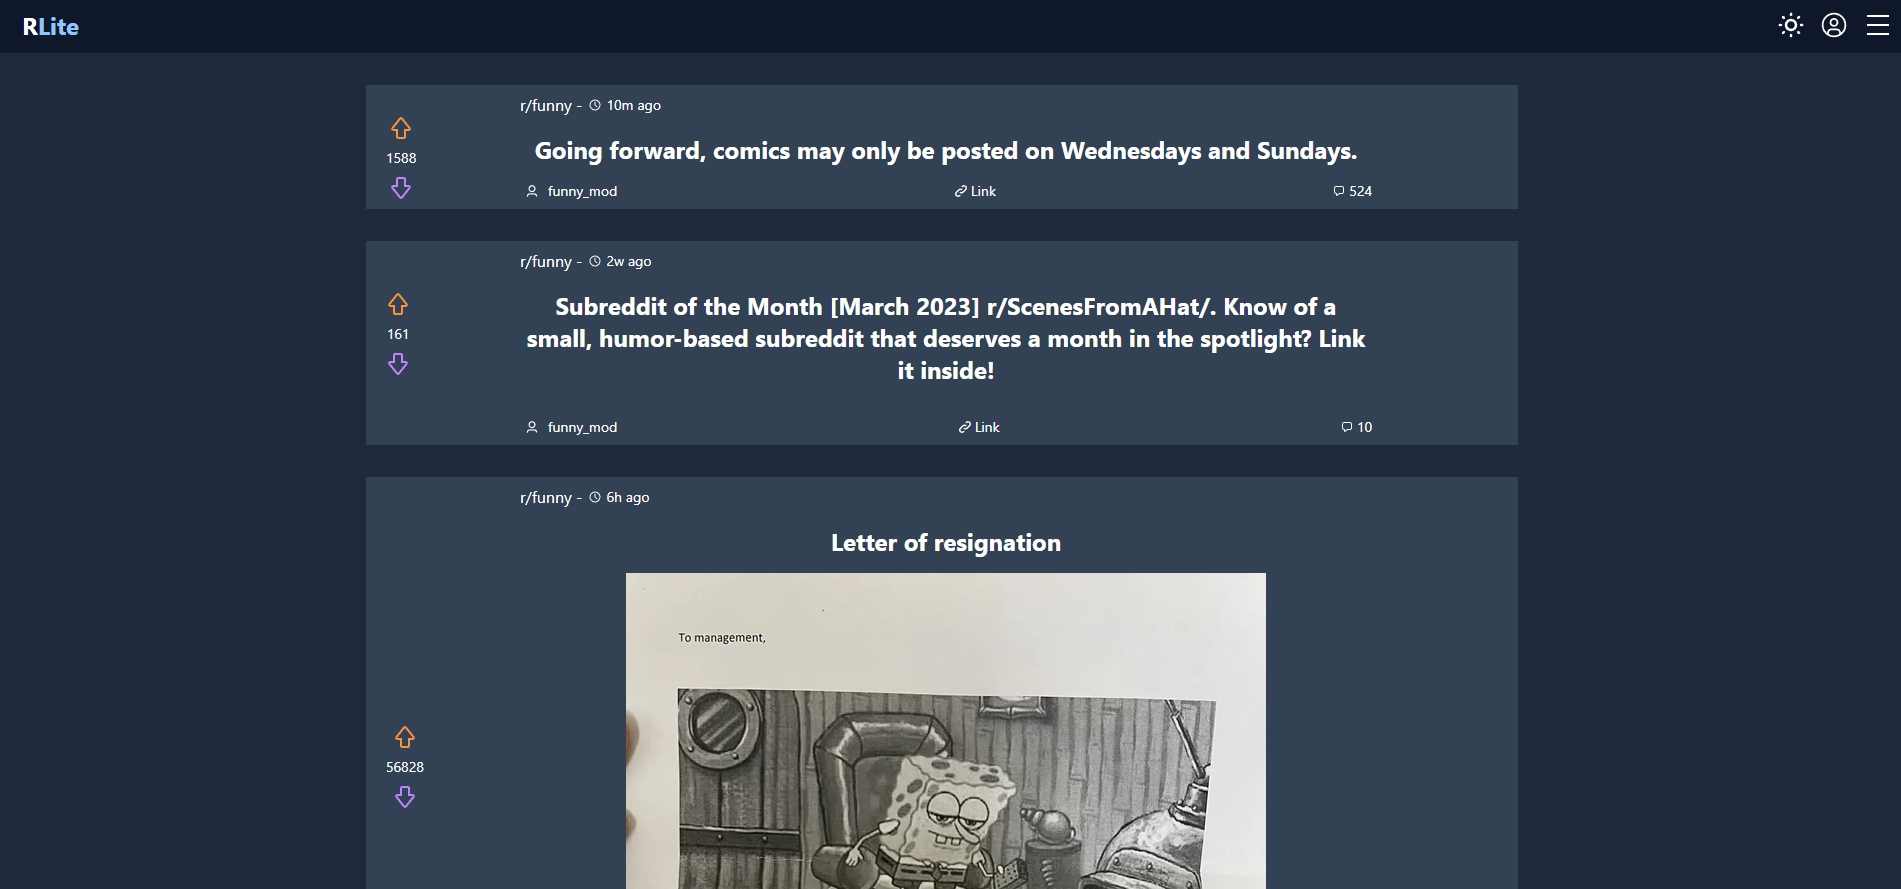 RLite
r/funny - 10m ago
1588
Going forward, comics may only be posted on Wednesdays and Sundays.
funny_mod
Link
524
r/funny - 2w ago
161
Subreddit of the Month [March 2023] r/ScenesFromAHat/. Know of a
small, humor-based subreddit that deserves a month in the spotlight? Link
it inside!
funny_mod
Link
10
r/funny - 6h ago
Letter of resignation
56828
To management,